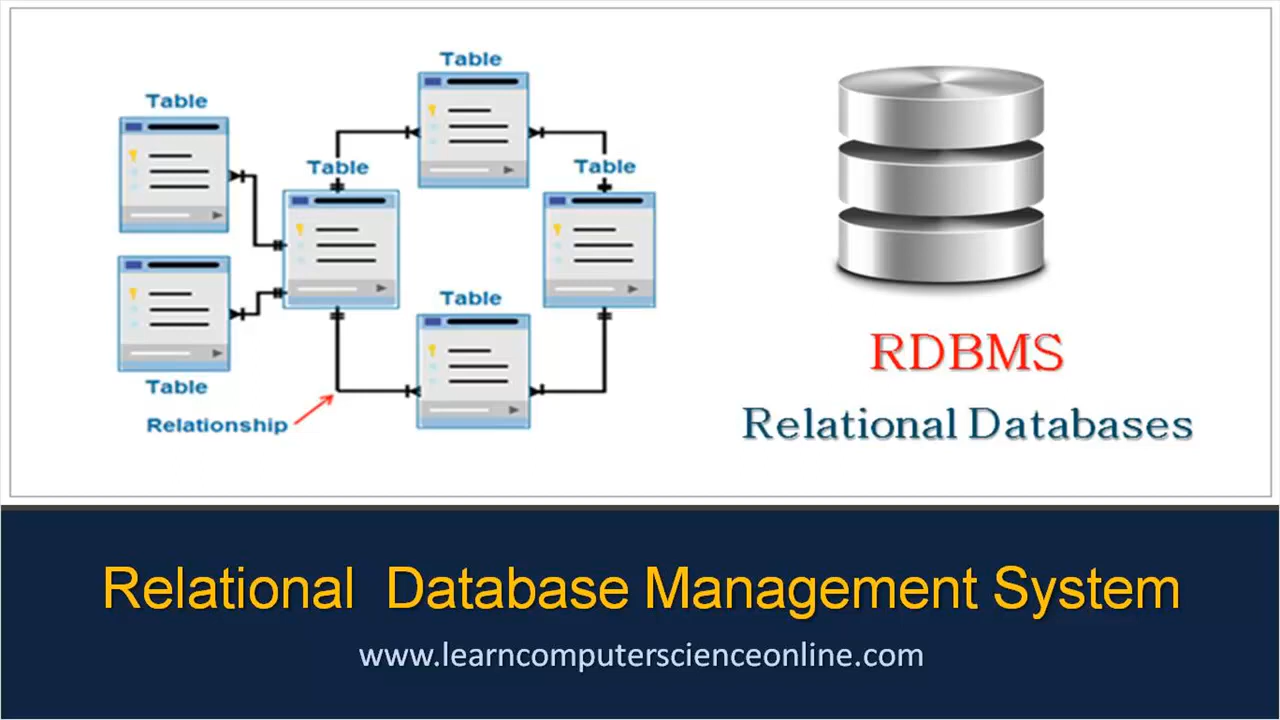 Table
Table
Table
Table
Table
Table
Relationship
RDBMS
Relational Databases
Relational Database Management System
www.learncomputerscienceonline.com